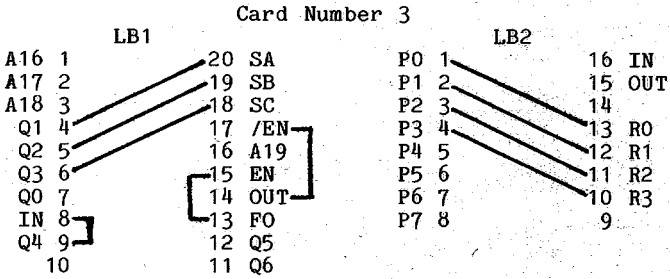 Card Number 3
LB1 LB2
A16 1 20 SA P0 1 16 IN
A17 2 19 SB P1 2 15 OUT
A18 3 18 SC P2 3 14
Q1 4 17 /EN P3 4 13 R0
Q2 5 16 A19 P4 5 12 R1
Q3 6 15 EN P5 6 11 R2
Q0 7 14 OUT P6 7 10 R3
IN 8 13 FO P7 8 9
Q4 9 12 Q5
10 11 Q6